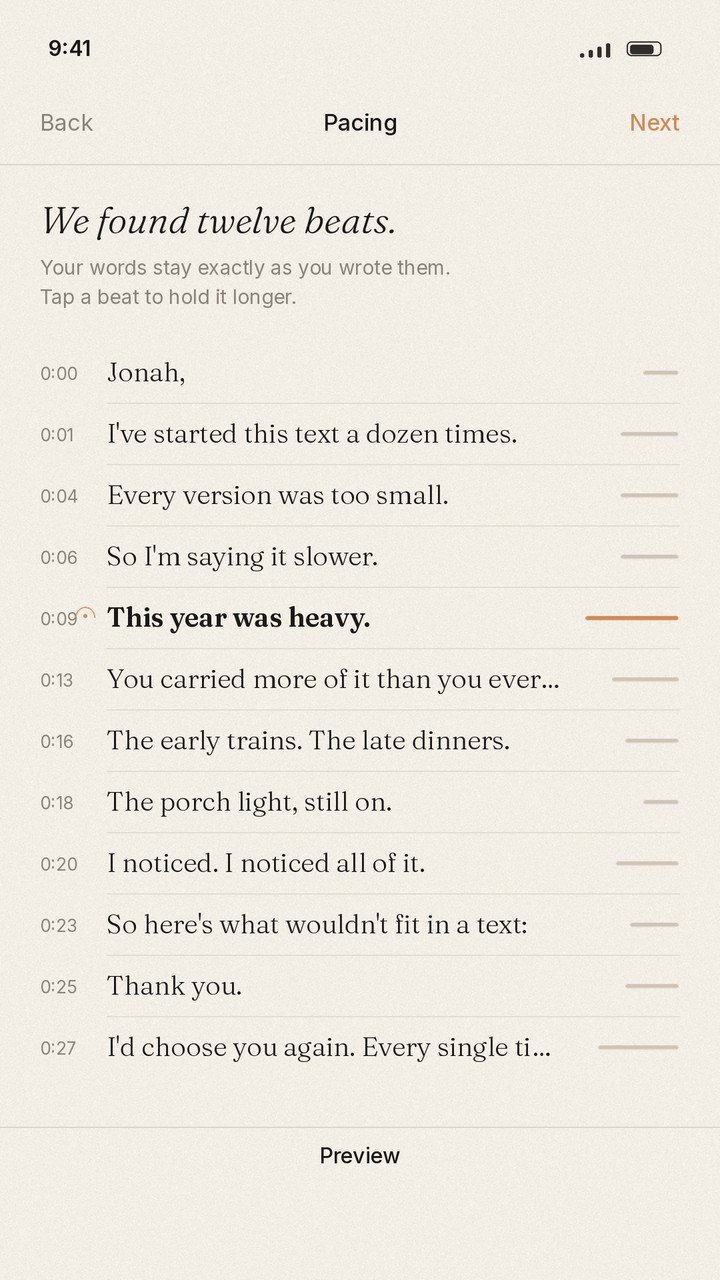 9:41
Back Pacing Next
We found twelve beats.
Your words stay exactly as you wrote them.
Tap a beat to hold it longer.
0:00 Jonah,
0:01 I've started this text a dozen times.
0:04 Every version was too small.
0:06 So I'm saying it slower.
0:09 This year was heavy.
0:13 You carried more of it than you ever...
0:16 The early trains. The late dinners.
0:18 The porch light, still on.
0:20 I noticed. I noticed all of it.
0:23 So here's what wouldn't fit in a text:
0:25 Thank you.
0:27 I'd choose you again. Every single ti...
Preview